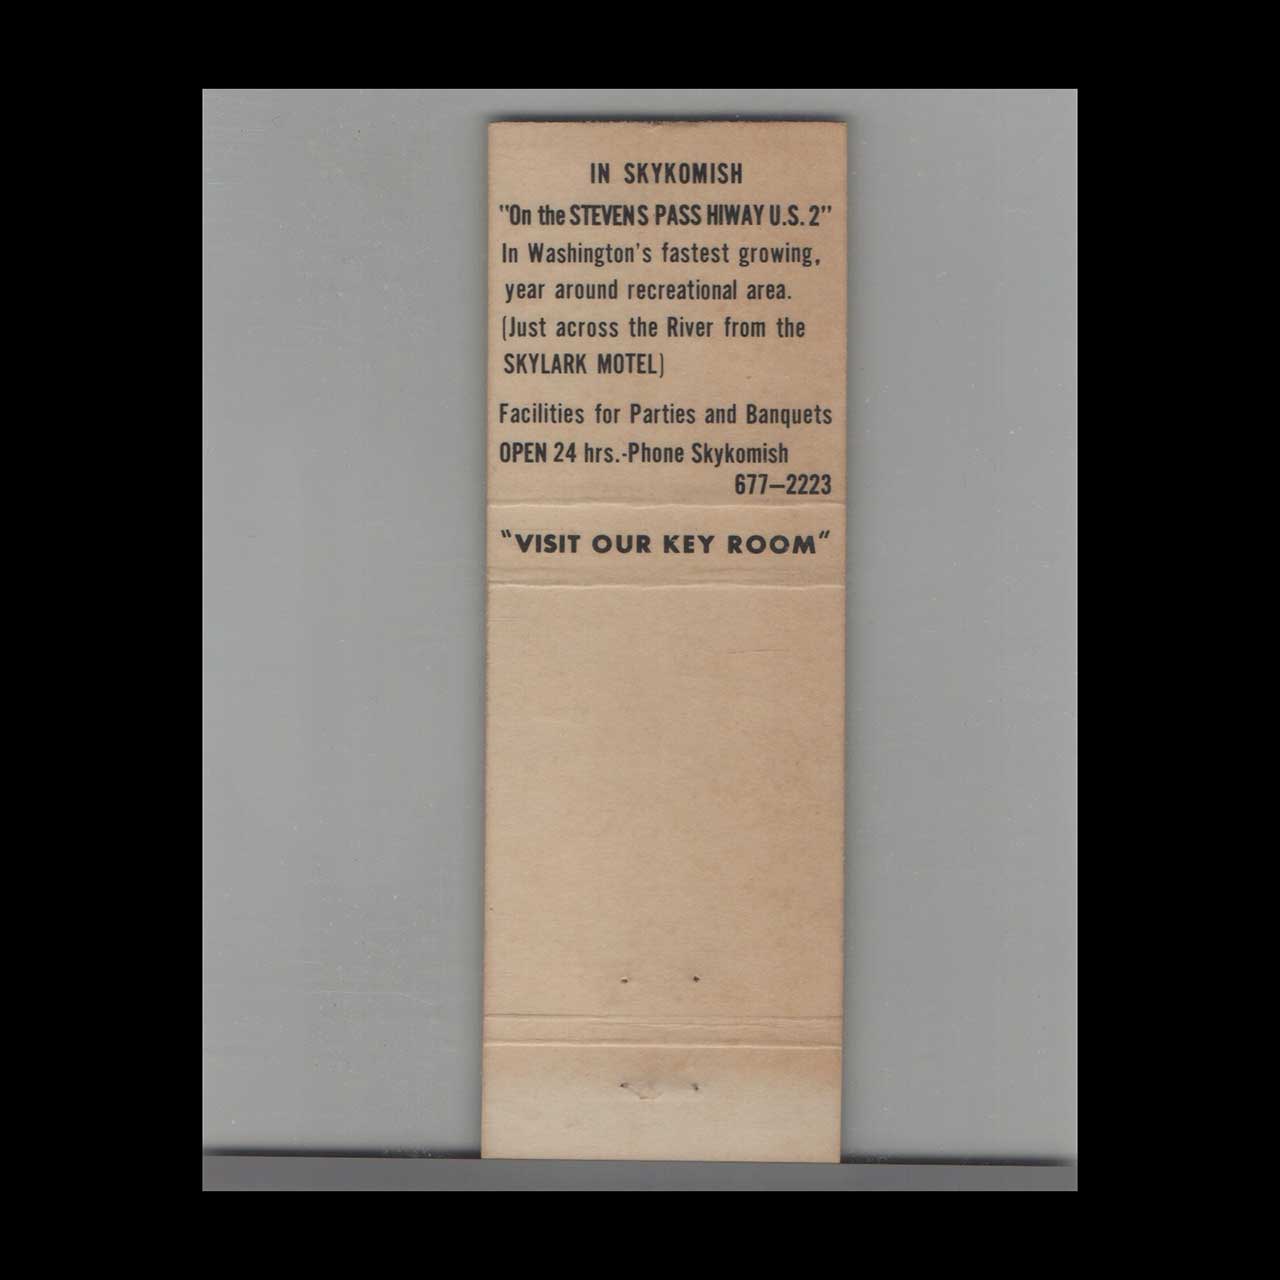 IN SKYKOMISH
"On the STEVENS PASS HIWAY U.S. 2"
In Washington's fastest growing,
year around recreational area.
(Just across the River from the
SKYLARK MOTEL)
Facilities for Parties and Banquets
OPEN 24 hrs.-Phone Skykomish
677—2223
"VISIT OUR KEY ROOM"